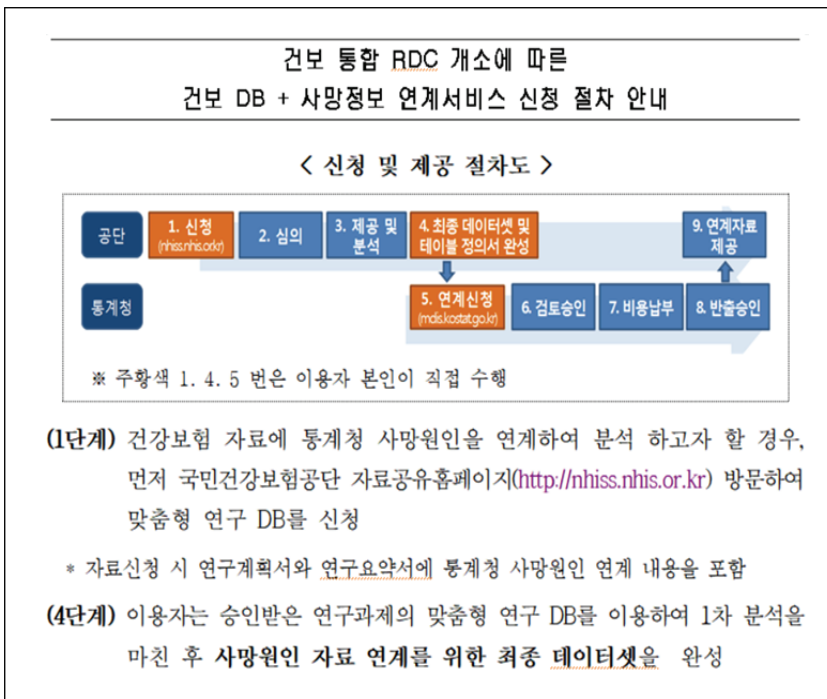 건보 통합 RDC 개소에 따른
건보 DB + 사망정보 연계서비스 신청 절차 안내
< 신청 및 제공 절차도 >
공단
1. 신청
(nhiss.nhis.or.kr)
2. 심의
3. 제공 및
분석
4. 최종 데이터셋 및
테이블 정의서 완성
9. 연계자료
제공
통계청
5. 연계신청
(mdis.kostat.go.kr)
6. 검토승인
7. 비용납부
8. 반출승인
※ 주황색 1. 4. 5 번은 이용자 본인이 직접 수행
(1단계) 건강보험 자료에 통계청 사망원인을 연계하여 분석 하고자 할 경우,
먼저 국민건강보험공단 자료공유홈페이지(http://nhiss.nhis.or.kr) 방문하여
맞춤형 연구 DB를 신청
* 자료신청 시 연구계획서와 연구요약서에 통계청 사망원인 연계 내용을 포함
(4단계) 이용자는 승인받은 연구과제의 맞춤형 연구 DB를 이용하여 1차 분석을
마친 후 사망원인 자료 연계를 위한 최종 데이터셋을 완성